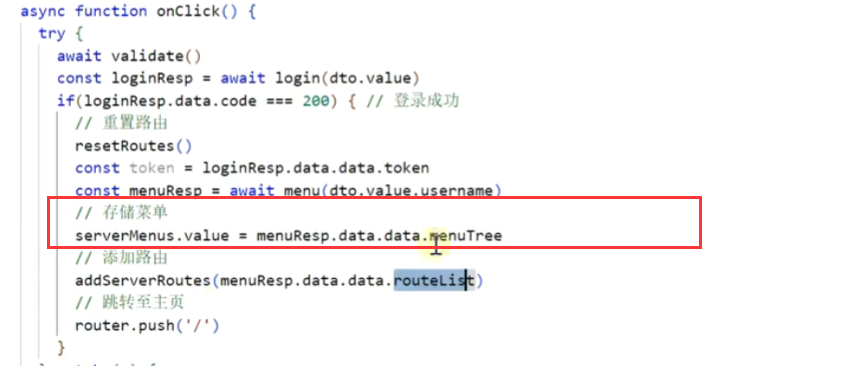 async function onClick() {
try {
await validate()
const loginResp = await login(dto.value)
if(loginResp.data.code === 200) { // 登录成功
// 重置路由
resetRoutes()
const token = loginResp.data.data.token
const menuResp = await menu(dto.value.username)
// 存储菜单
serverMenus.value = menuResp.data.data.menuTree
// 添加路由
addServerRoutes(menuResp.data.data.routeList)
// 跳转至主页
router.push('/')
}